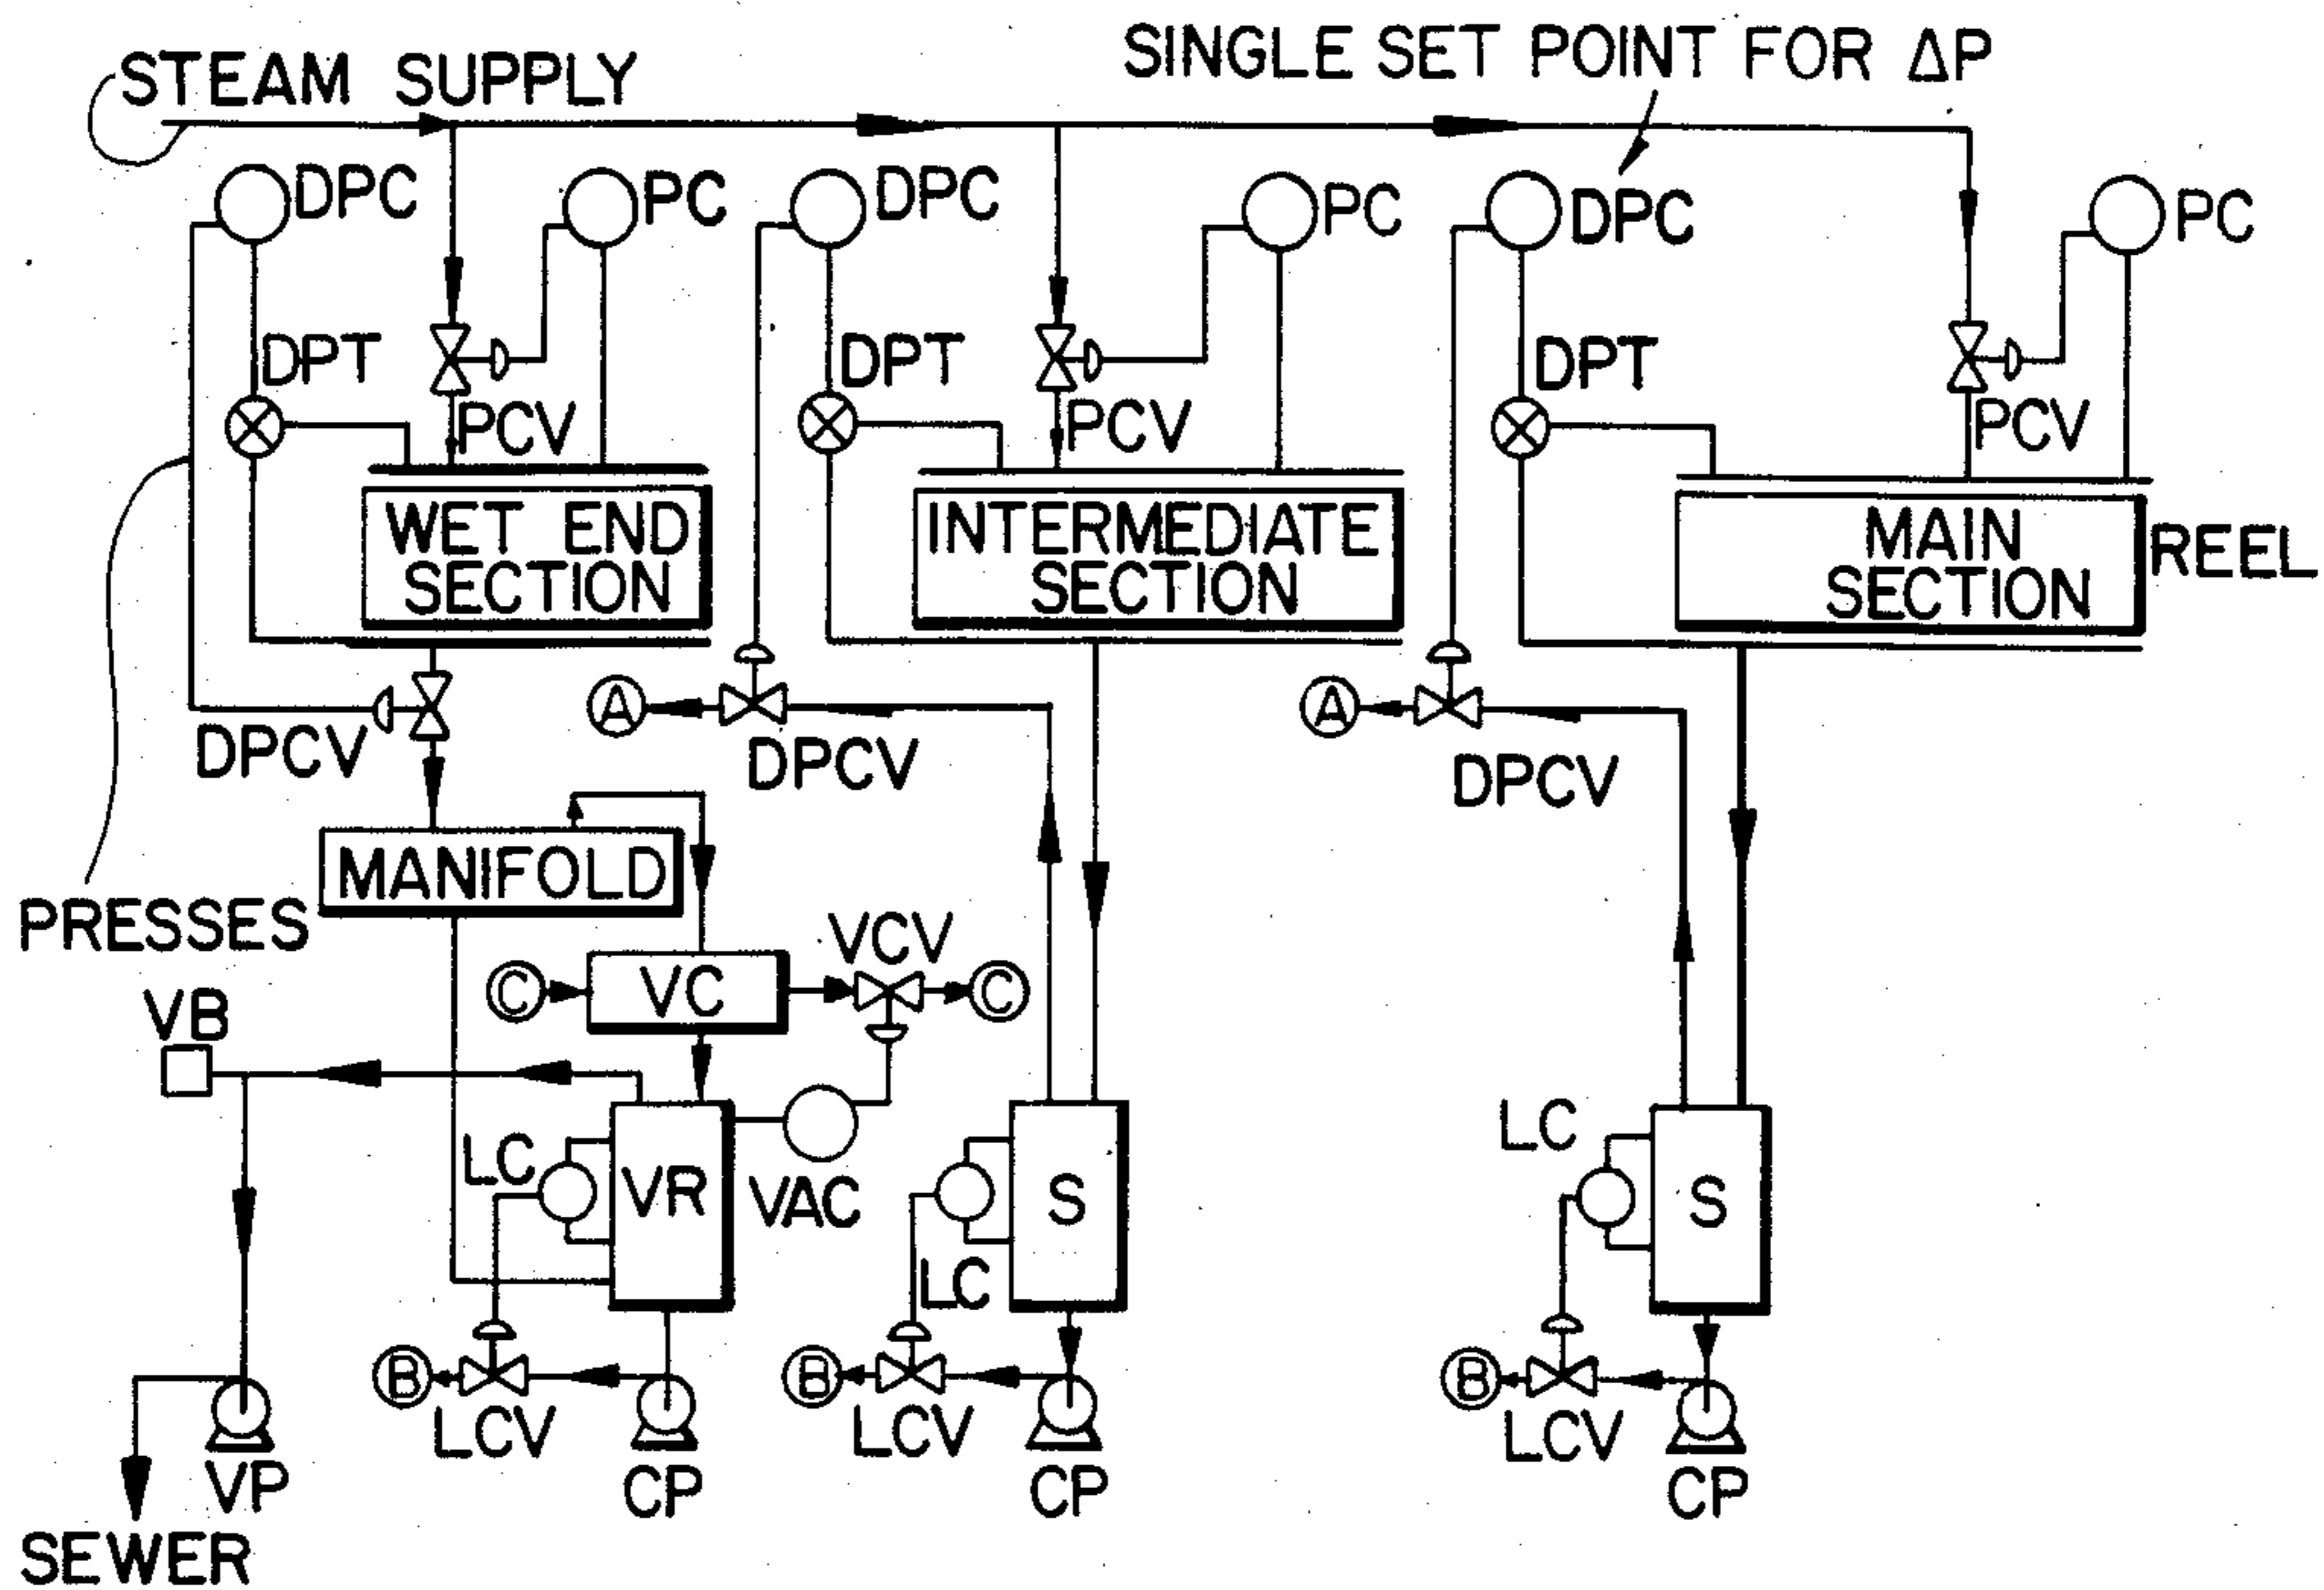 STEAM SUPPLY
SINGLE SET POINT FOR ΔP
DPC
PC
DPC
PC
DPC
PC
DPT
PCV
DPT
PCV
DPT
PCV
WET END
SECTION
INTERMEDIATE
SECTION
MAIN
SECTION
REEL
DPCV
A
DPCV
A
DPCV
MANIFOLD
PRESSES
VCV
C
VC
C
VB
LC
VR
VAC
S
LC
LC
S
B
LCV
CP
B
LCV
CP
B
LCV
CP
VP
SEWER